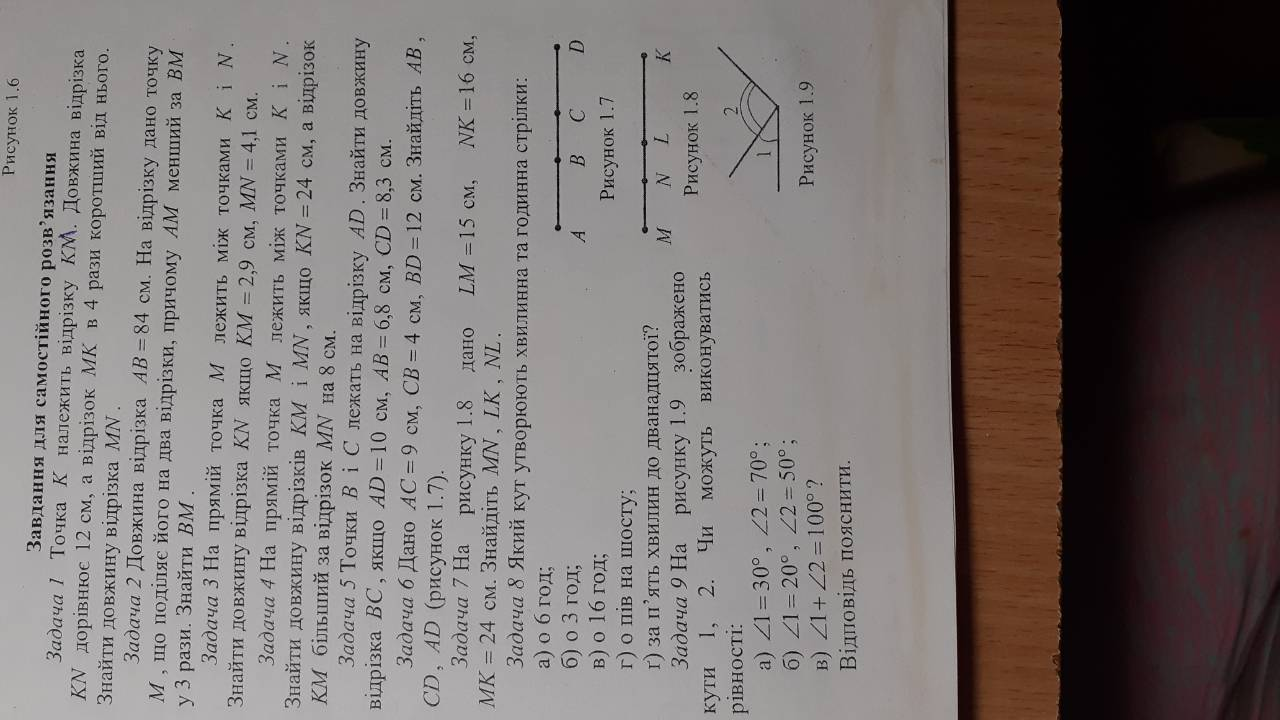 Рисунок 1.6
Завдання для самостійного розв’язання
Задача 1 Точка K належить відрізку KM. Довжина відрізка
KN дорівнює 12 см, а відрізок MK в 4 рази коротший від нього.
Знайти довжину відрізка MN.
Задача 2 Довжина відрізка AB = 84 см. На відрізку дано точку
M, що поділяє його на два відрізки, причому AM менший за BM
у 3 рази. Знайти BM.
Задача 3 На прямій точка M лежить між точками K і N.
Знайти довжину відрізка KN якщо KM = 2,9 см, MN = 4,1 см.
Задача 4 На прямій точка M лежить між точками K і N.
Знайти довжину відрізків KM і MN, якщо KN = 24 см, а відрізок
KM більший за відрізок MN на 8 см.
Задача 5 Точки B і C лежать на відрізку AD. Знайти довжину
відрізка BC, якщо AD = 10 см, AB = 6,8 см, CD = 8,3 см.
Задача 6 Дано AC = 9 см, CB = 4 см, BD = 12 см. Знайдіть AB,
CD, AD (рисунок 1.7).
Задача 7 На рисунку 1.8 дано LM = 15 см, NK = 16 см,
MK = 24 см. Знайдіть MN, LK, NL.
Задача 8 Який кут утворюють хвилинна та годинна стрілки:
а) о 6 год;
б) о 3 год;
в) о 16 год;
г) о пів на шосту;
ґ) за п’ять хвилин до дванадцятої?
A B C D
Рисунок 1.7
M N L K
Рисунок 1.8
Задача 9 На рисунку 1.9 зображено
кути 1, 2. Чи можуть виконуватись
рівності:
а) ∠1 = 30°, ∠2 = 70°;
б) ∠1 = 20°, ∠2 = 50°;
в) ∠1 + ∠2 = 100°?
Відповідь пояснити.
1 2
Рисунок 1.9